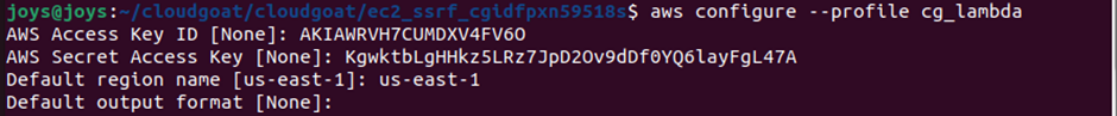 joys@joys:~/cloudgoat/cloudgoat/ec2_ssrf_cgidfpxn59518s$ aws configure --profile cg_lambda
AWS Access Key ID [None]: AKIAWRVH7CUMDXV4FV6O
AWS Secret Access Key [None]: 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
Default region name [us-east-1]: us-east-1
Default output format [None]: